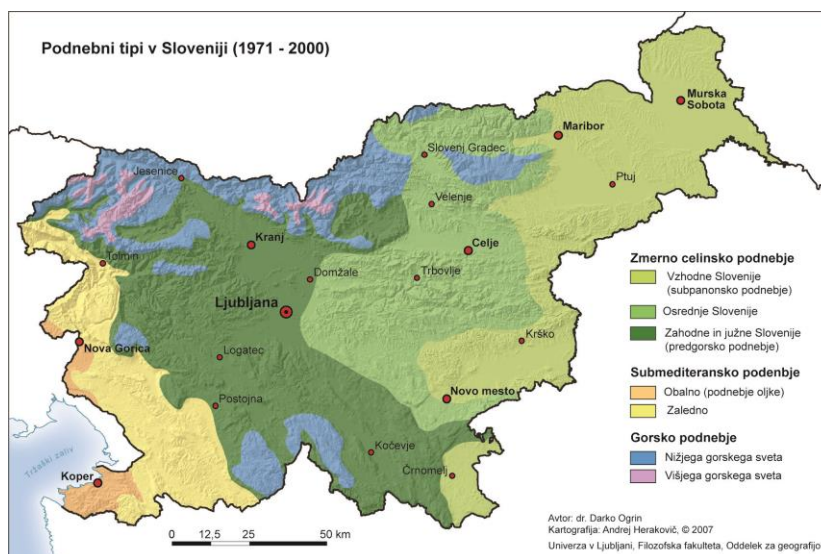 Podnebni tipi v Sloveniji (1971 - 2000)
Murska
Sobota
Maribor
Slovenj Gradec
Ptuj
Jesenice
Velenje
Kranj
Celje
Tolmin
Domžale
Trbovlje
Ljubljana
Krško
Nova Gorica
Logatec
Novo mesto
Postojna
Kočevje
Črnomelj
Tržaški zaliv
Koper
Zmerno celinsko podnebje
Vzhodne Slovenije
(subpanonsko podnebje)
Osrednje Slovenije
Zahodne in južne Slovenije
(predgorsko podnebje)
Submediteransko podenbje
Obalno (podnebje oljke)
Zaledno
Gorsko podnebje
Nižjega gorskega sveta
Višjega gorskega sveta
0 12,5 25 50 km
Avtor: dr. Darko Ogrin
Kartografija: Andrej Herakovič, © 2007
Univerza v Ljubljani, Filozofska fakulteta, Oddelek za geografijo